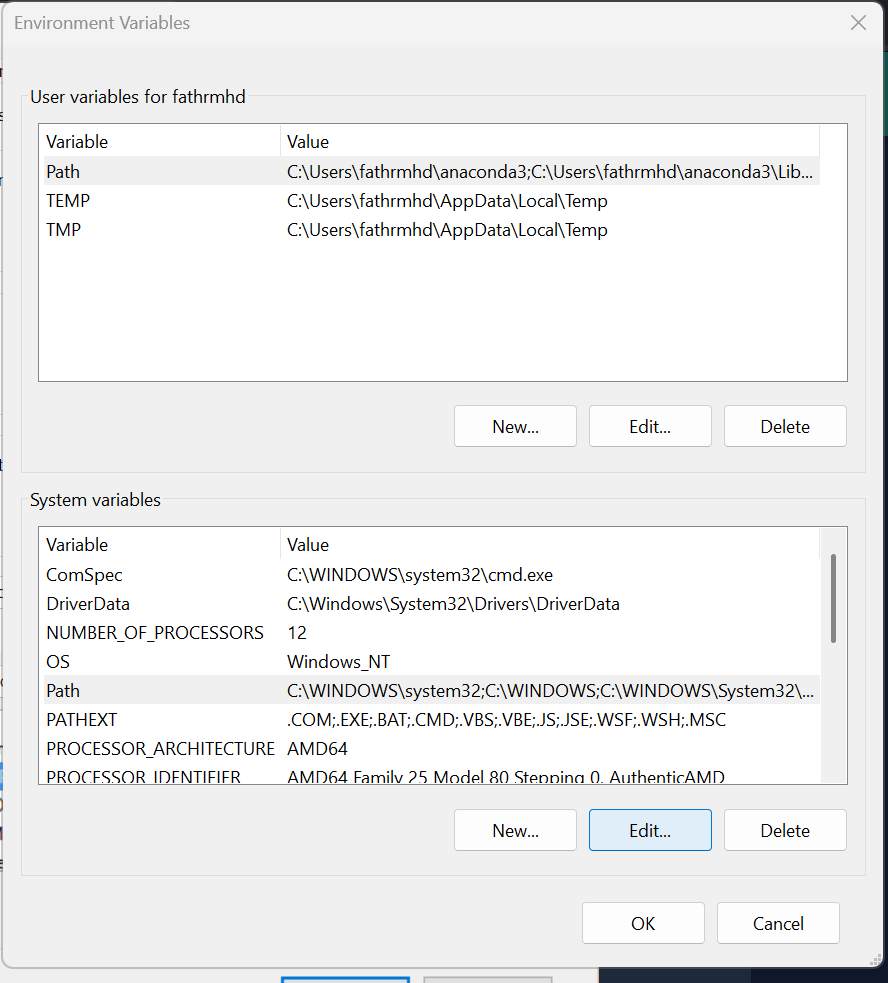 Environment Variables
User variables for fathrmhd
Variable Value
Path C:\Users\fathrmhd\anaconda3;C:\Users\fathrmhd\anaconda3\Lib...
TEMP C:\Users\fathrmhd\AppData\Local\Temp
TMP C:\Users\fathrmhd\AppData\Local\Temp
New... Edit... Delete
System variables
Variable Value
ComSpec C:\WINDOWS\system32\cmd.exe
DriverData C:\Windows\System32\Drivers\DriverData
NUMBER_OF_PROCESSORS 12
OS Windows_NT
Path C:\WINDOWS\system32;C:\WINDOWS;C:\WINDOWS\System32\...
PATHEXT .COM;.EXE;.BAT;.CMD;.VBS;.VBE;.JS;.JSE;.WSF;.WSH;.MSC
PROCESSOR_ARCHITECTURE AMD64
PROCESSOR_IDENTIFIER AMD64 Family 25 Model 80 Stepping 0, AuthenticAMD
New... Edit... Delete
OK Cancel